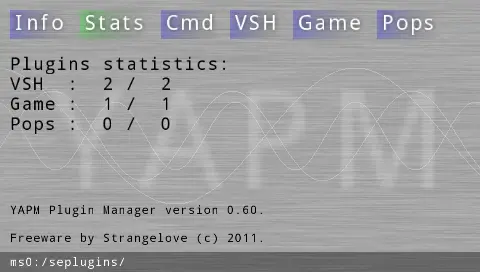 Info Stats Cmd VSH Game Pops
Plugins statistics:
VSH  :  2 /  2
Game :  1 /  1
Pops :  0 /  0
YAPM
YAPM Plugin Manager version 0.60.
Freeware by Strangelove (c) 2011.
ms0:/seplugins/